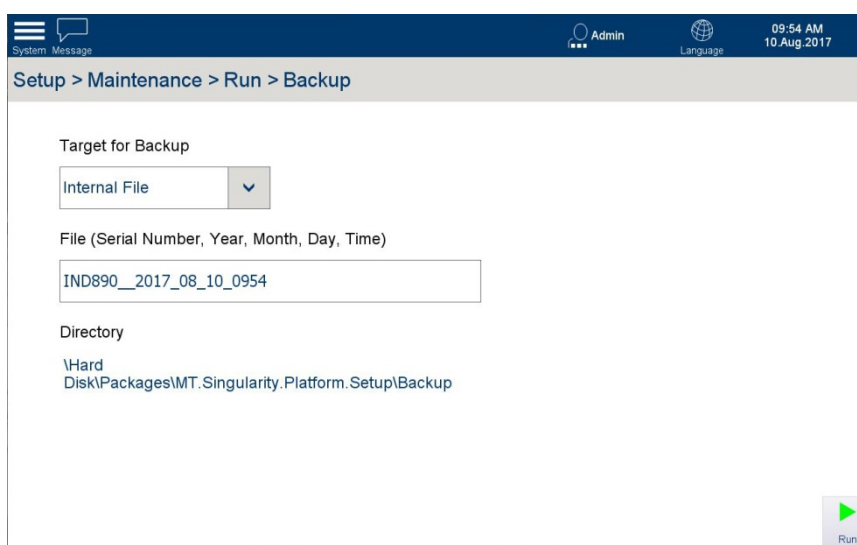 System Message
Admin
Language
09:54 AM
10.Aug.2017
Setup > Maintenance > Run > Backup
Target for Backup
Internal File
File (Serial Number, Year, Month, Day, Time)
IND890__2017_08_10_0954
Directory
\Hard
Disk\Packages\MT.Singularity.Platform.Setup\Backup
Run